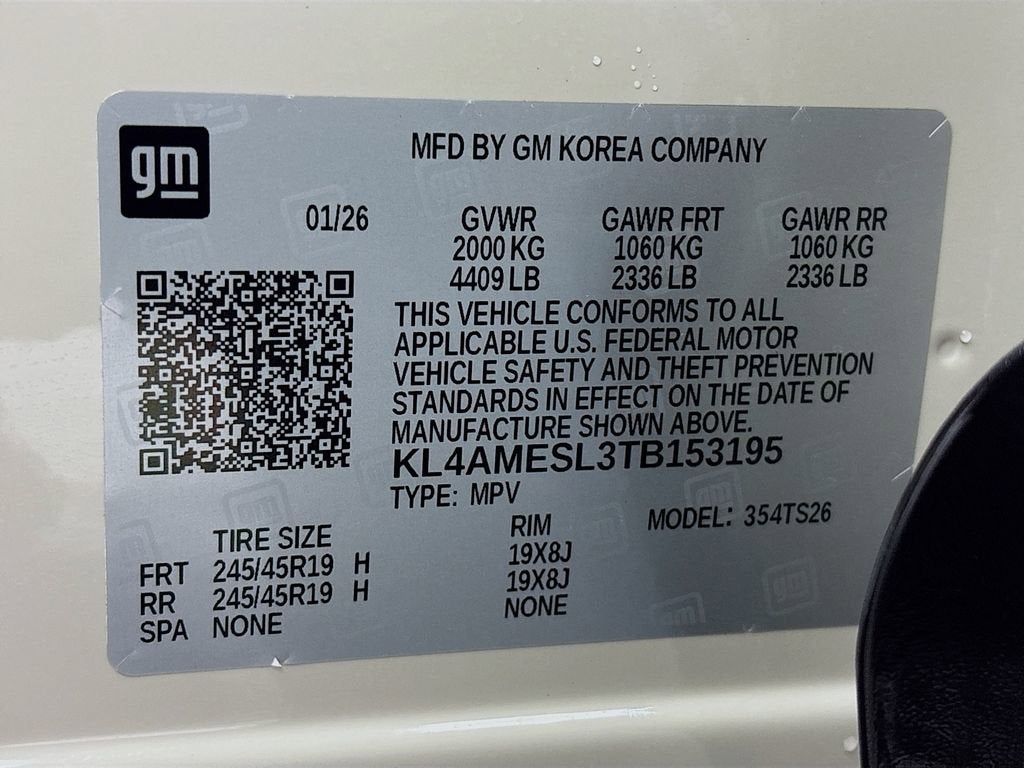 gm
MFD BY GM KOREA COMPANY
01/26 GVWR GAWR FRT GAWR RR
2000 KG 1060 KG 1060 KG
4409 LB 2336 LB 2336 LB
THIS VEHICLE CONFORMS TO ALL
APPLICABLE U.S. FEDERAL MOTOR
VEHICLE SAFETY AND THEFT PREVENTION
STANDARDS IN EFFECT ON THE DATE OF
MANUFACTURE SHOWN ABOVE.
KL4AMESL3TB153195
TYPE: MPV
MODEL: 354TS26
TIRE SIZE RIM
FRT 245/45R19 H 19X8J
RR 245/45R19 H 19X8J
SPA NONE NONE